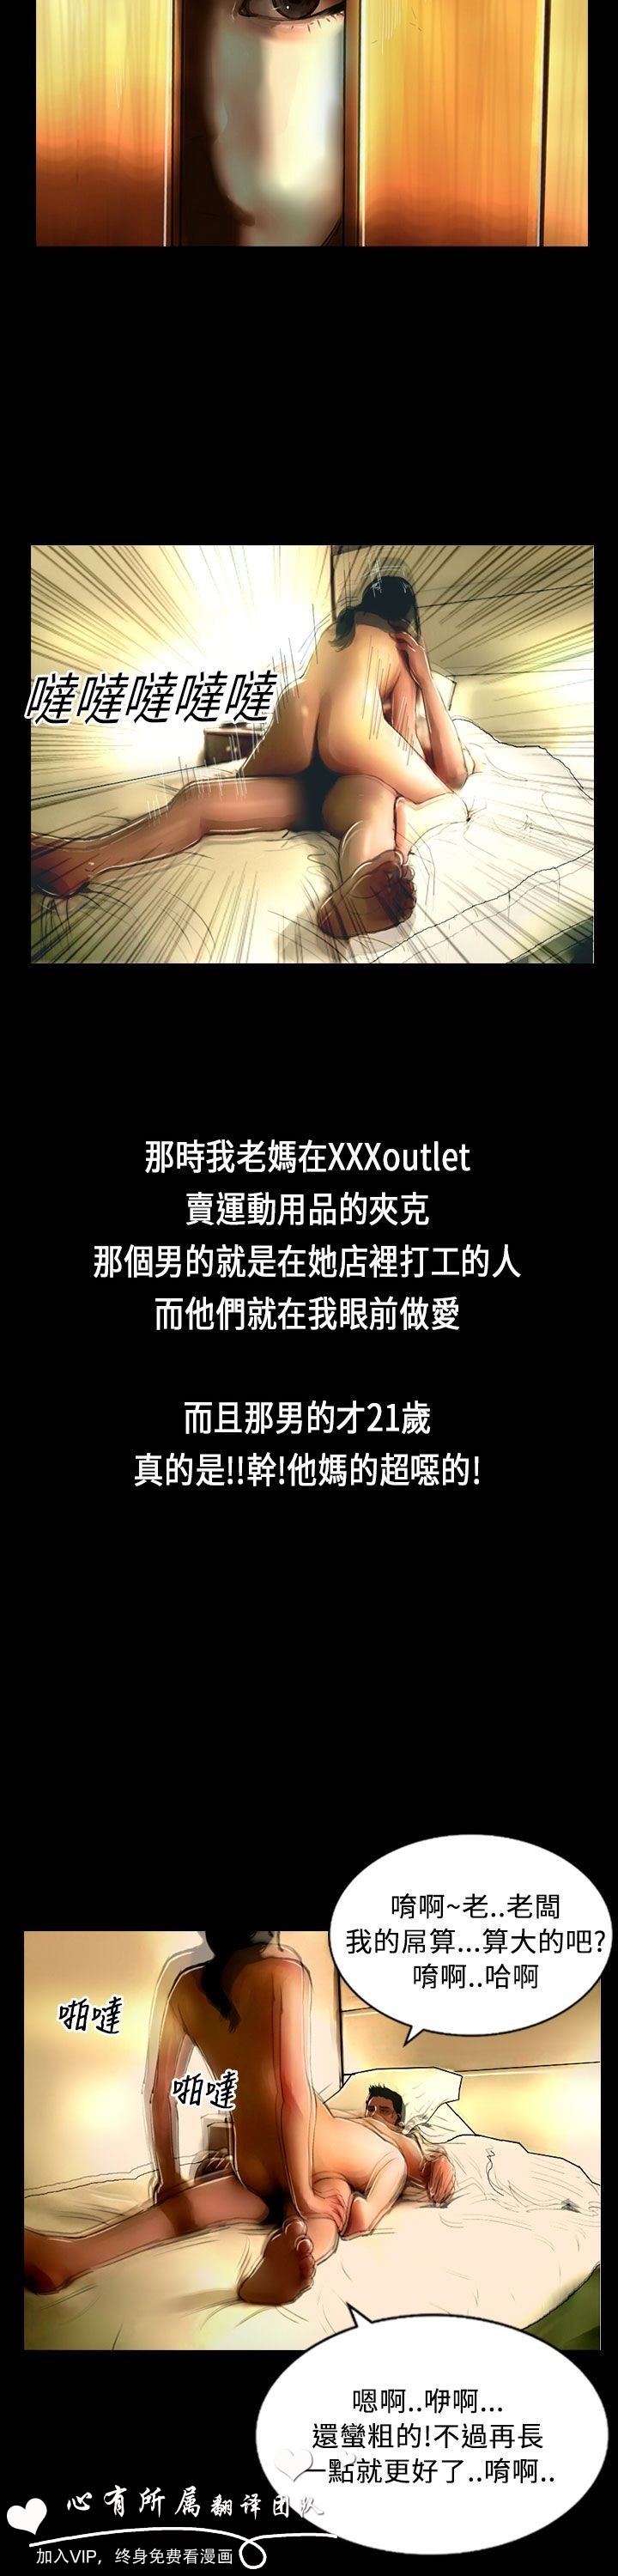 噠噠噠噠噠
那時我老媽在XXXoutlet
賣運動用品的夾克
那個男的就是在她店裡打工的人
而他們就在我眼前做愛
而且那男的才21歲
真的是!!幹!他媽的超噁的!
唷啊~老..老闆
我的屌算...算大的吧?
唷啊..哈啊
啪噠
啪噠
嗯啊..咿啊...
還蠻粗的!不過再長
一點就更好了..唷啊..
心有所属翻译团队
加入VIP，终身免费看漫画